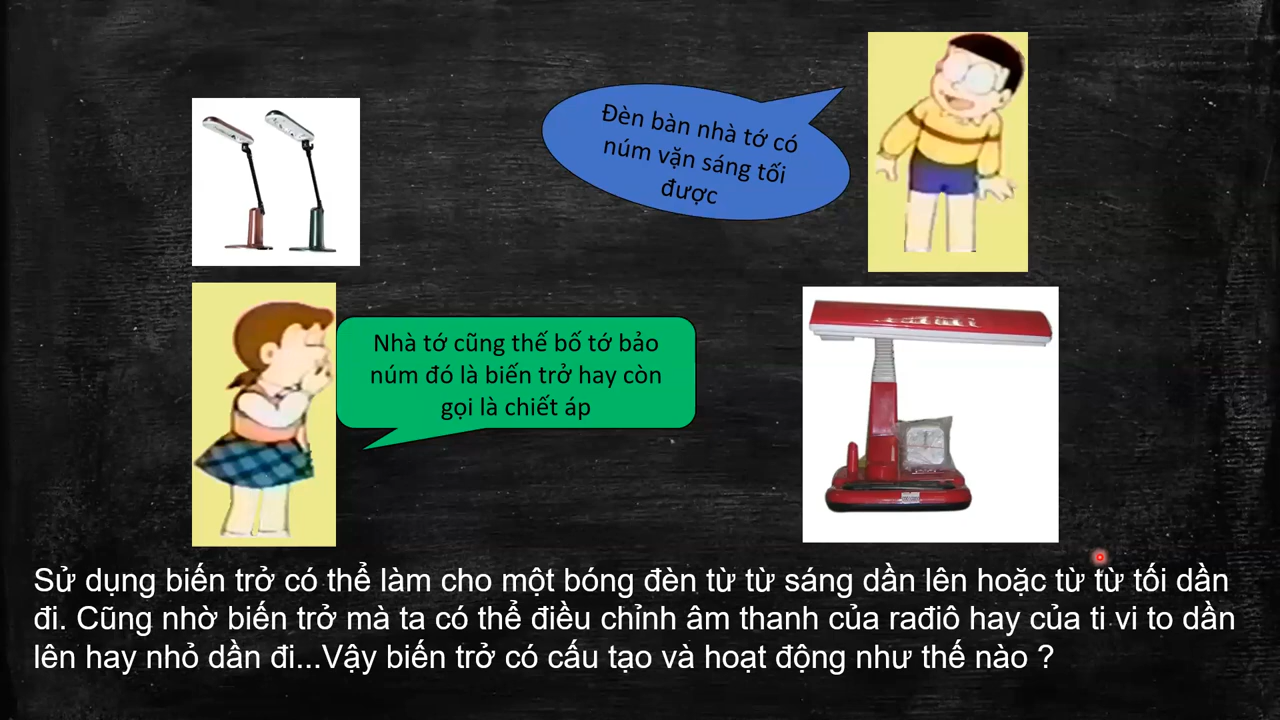 Đèn bàn nhà tớ có
núm vặn sáng tối
được
Nhà tớ cũng thế bố tớ bảo
núm đó là biến trở hay còn
gọi là chiết áp
Sử dụng biến trở có thể làm cho một bóng đèn từ từ sáng dần lên hoặc từ từ tối dần
đi. Cũng nhờ biến trở mà ta có thể điều chỉnh âm thanh của rađiô hay của ti vi to dần
lên hay nhỏ dần đi...Vậy biến trở có cấu tạo và hoạt động như thế nào ?